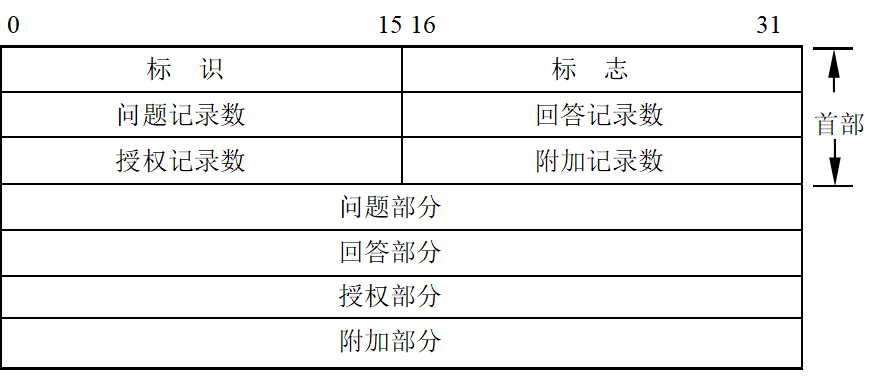 0 15 16 31
标 识 标 志
问题记录数 回答记录数
首部
授权记录数 附加记录数
问题部分
回答部分
授权部分
附加部分